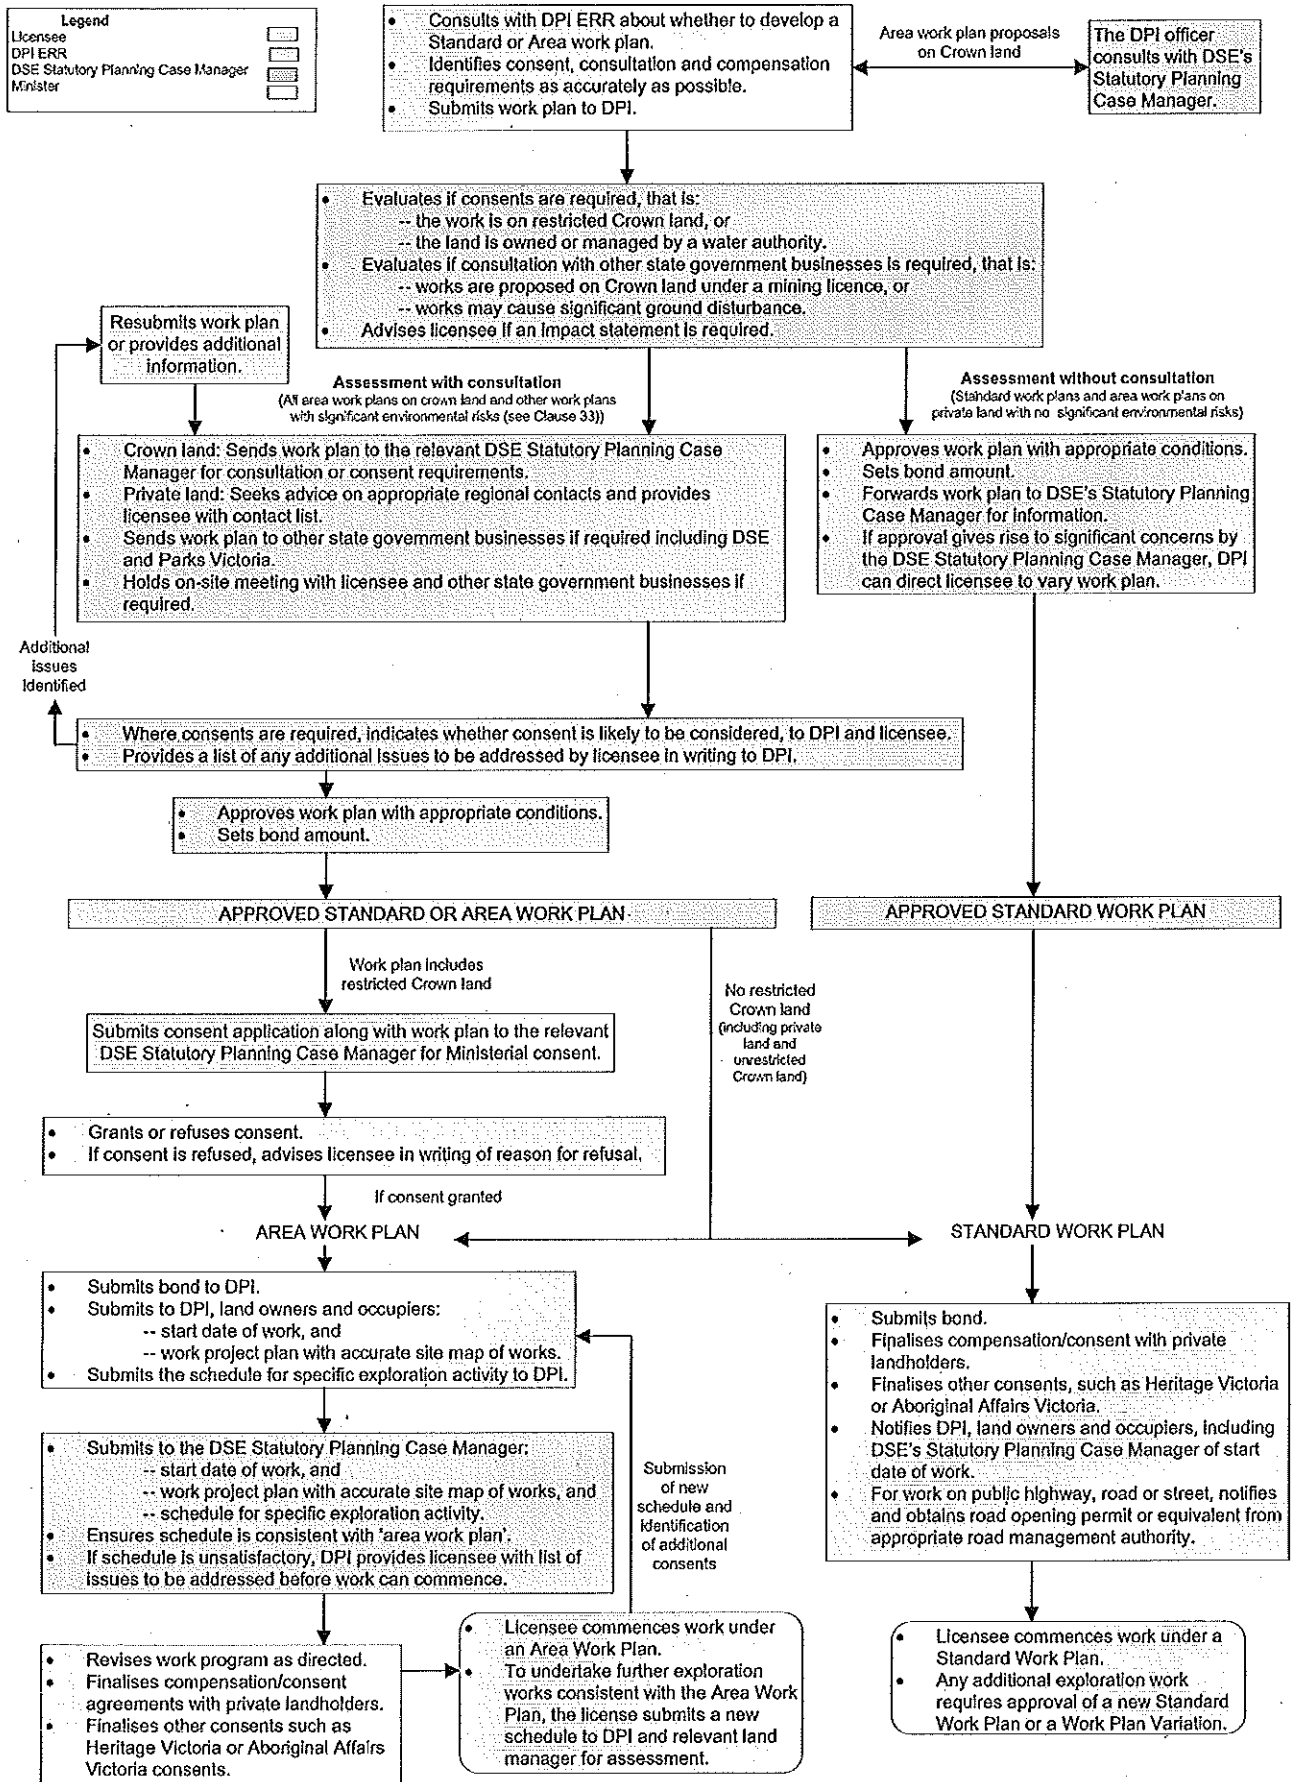 Legend
Licensee
DPI ERR
DSE Statutory Planning Case Manager
Minister
• Consults with DPI ERR about whether to develop a
Standard or Area work plan.
• Identifies consent, consultation and compensation
requirements as accurately as possible.
• Submits work plan to DPI.
Area work plan proposals
on Crown land
The DPI officer
consults with DSE's
Statutory Planning
Case Manager.
• Evaluates if consents are required, that is:
-- the work is on restricted Crown land, or
-- the land is owned or managed by a water authority.
• Evaluates if consultation with other state government businesses is required, that is:
-- works are proposed on Crown land under a mining licence, or
-- works may cause significant ground disturbance.
• Advises licensee if an impact statement is required.
Resubmits work plan
or provides additional
information.
Assessment with consultation
(All area work plans on crown land and other work plans
with significant environmental risks (see Clause 33))
Assessment without consultation
(Standard work plans and area work plans on
private land with no significant environmental risks)
• Crown land: Sends work plan to the relevant DSE Statutory Planning Case
Manager for consultation or consent requirements.
• Private land: Seeks advice on appropriate regional contacts and provides
licensee with contact list.
• Sends work plan to other state government businesses if required including DSE
and Parks Victoria.
• Holds on-site meeting with licensee and other state government businesses if
required.
• Approves work plan with appropriate conditions.
• Sets bond amount.
• Forwards work plan to DSE's Statutory Planning
Case Manager for information.
• If approval gives rise to significant concerns by
the DSE Statutory Planning Case Manager, DPI
can direct licensee to vary work plan.
Additional
Issues
Identified
• Where consents are required, indicates whether consent is likely to be considered, to DPI and licensee.
• Provides a list of any additional issues to be addressed by licensee in writing to DPI.
• Approves work plan with appropriate conditions.
• Sets bond amount.
APPROVED STANDARD OR AREA WORK PLAN
APPROVED STANDARD WORK PLAN
Work plan includes
restricted Crown land
No restricted
Crown land
(including private
land and
unrestricted
Crown land)
Submits consent application along with work plan to the relevant
DSE Statutory Planning Case Manager for Ministerial consent.
• Grants or refuses consent.
• If consent is refused, advises licensee in writing of reason for refusal.
If consent granted
AREA WORK PLAN
STANDARD WORK PLAN
• Submits bond to DPI.
• Submits to DPI, land owners and occupiers:
-- start date of work, and
-- work project plan with accurate site map of works.
• Submits the schedule for specific exploration activity to DPI.
• Submits bond.
• Finalises compensation/consent with private
landholders.
• Finalises other consents, such as Heritage Victoria
or Aboriginal Affairs Victoria.
• Notifies DPI, land owners and occupiers, including
DSE's Statutory Planning Case Manager of start
date of work.
• For work on public highway, road or street, notifies
and obtains road opening permit or equivalent from
appropriate road management authority.
• Submits to the DSE Statutory Planning Case Manager:
-- start date of work, and
-- work project plan with accurate site map of works, and
-- schedule for specific exploration activity.
• Ensures schedule is consistent with 'area work plan'.
• If schedule is unsatisfactory, DPI provides licensee with list of
issues to be addressed before work can commence.
Submission
of new
schedule and
identification
of additional
consents
• Revises work program as directed.
• Finalises compensation/consent
agreements with private landholders.
• Finalises other consents such as
Heritage Victoria or Aboriginal Affairs
Victoria consents.
• Licensee commences work under
an Area Work Plan.
• To undertake further exploration
works consistent with the Area Work
Plan, the license submits a new
schedule to DPI and relevant land
manager for assessment.
• Licensee commences work under a
Standard Work Plan.
• Any additional exploration work
requires approval of a new Standard
Work Plan or a Work Plan Variation.